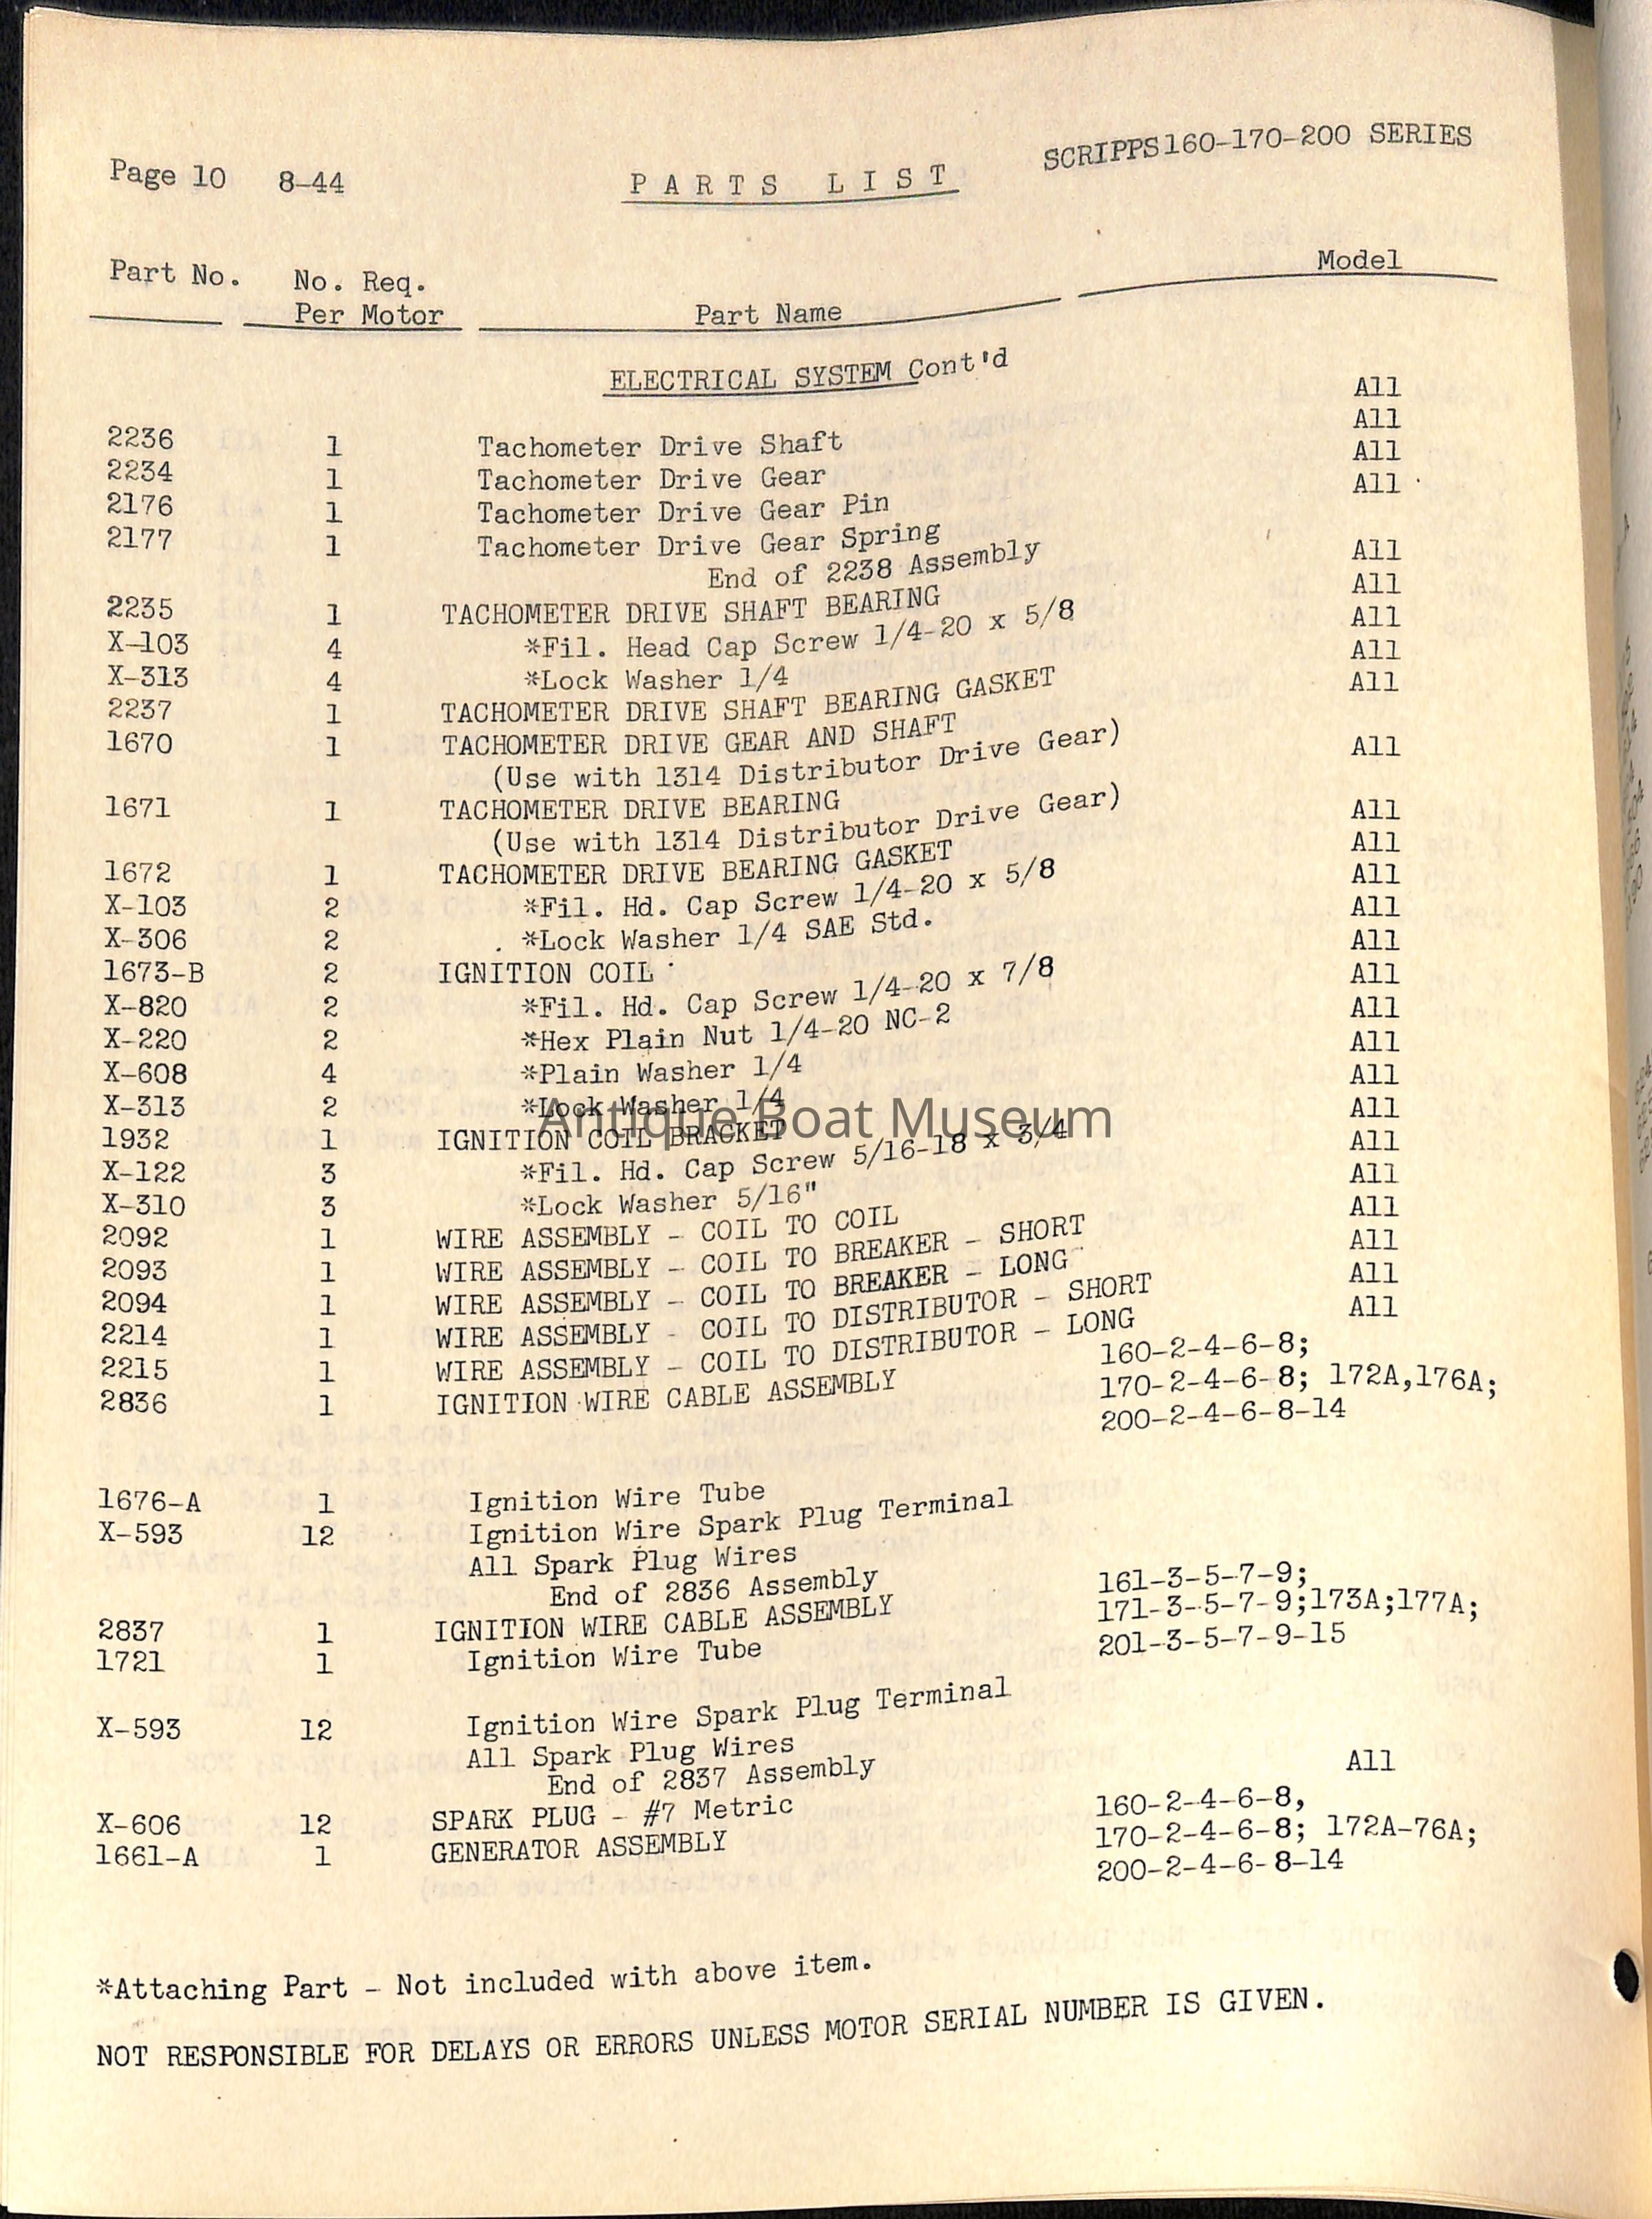 Page 10 8-44 PARTS LIST SCRIPPS160-170-200 SERIES
Part No. No. Req. Per Motor Part Name Model
ELECTRICAL SYSTEM Cont'd
2236 1 Tachometer Drive Shaft All
2234 1 Tachometer Drive Gear All
2176 1 Tachometer Drive Gear Pin All
2177 1 Tachometer Drive Gear Spring All
End of 2238 Assembly
2235 1 TACHOMETER DRIVE SHAFT BEARING All
X-103 4 *Fil. Head Cap Screw 1/4-20 x 5/8 All
X-313 4 *Lock Washer 1/4 All
2237 1 TACHOMETER DRIVE SHAFT BEARING GASKET All
1670 1 TACHOMETER DRIVE GEAR AND SHAFT All
(Use with 1314 Distributor Drive Gear)
1671 1 TACHOMETER DRIVE BEARING All
(Use with 1314 Distributor Drive Gear)
1672 1 TACHOMETER DRIVE BEARING GASKET All
X-103 2 *Fil. Hd. Cap Screw 1/4-20 x 5/8 All
X-306 2 *Lock Washer 1/4 SAE Std. All
1673-B 2 IGNITION COIL All
X-820 2 *Fil. Hd. Cap Screw 1/4-20 x 7/8 All
X-220 2 *Hex Plain Nut 1/4-20 NC-2 All
X-608 4 *Plain Washer 1/4 All
X-313 2 *Lock Washer 1/4 All
Antique Boat Museum
1932 1 IGNITION COIL BRACKET All
X-122 3 *Fil. Hd. Cap Screw 5/16-18 x 3/4 All
X-310 3 *Lock Washer 5/16" All
2092 1 WIRE ASSEMBLY - COIL TO COIL All
2093 1 WIRE ASSEMBLY - COIL TO BREAKER - SHORT All
2094 1 WIRE ASSEMBLY - COIL TO BREAKER - LONG All
2214 1 WIRE ASSEMBLY - COIL TO DISTRIBUTOR - SHORT All
2215 1 WIRE ASSEMBLY - COIL TO DISTRIBUTOR - LONG All
2836 1 IGNITION WIRE CABLE ASSEMBLY 160-2-4-6-8;
170-2-4-6-8; 172A,176A;
200-2-4-6-8-14
1676-A 1 Ignition Wire Tube
X-593 12 Ignition Wire Spark Plug Terminal
All Spark Plug Wires
End of 2836 Assembly
2837 1 IGNITION WIRE CABLE ASSEMBLY 161-3-5-7-9;
171-3-5-7-9;173A;177A;
201-3-5-7-9-15
1721 1 Ignition Wire Tube
X-593 12 Ignition Wire Spark Plug Terminal
All Spark Plug Wires
End of 2837 Assembly
X-606 12 SPARK PLUG - #7 Metric All
1661-A 1 GENERATOR ASSEMBLY 160-2-4-6-8,
170-2-4-6-8; 172A-76A;
200-2-4-6-8-14
*Attaching Part - Not included with above item.
NOT RESPONSIBLE FOR DELAYS OR ERRORS UNLESS MOTOR SERIAL NUMBER IS GIVEN.